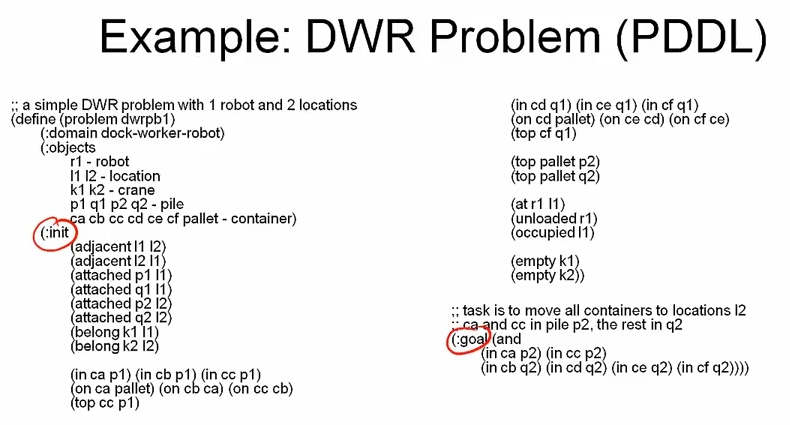 Example: DWR Problem (PDDL)
;; a simple DWR problem with 1 robot and 2 locations
(define (problem dwrpb1)
(:domain dock-worker-robot)
(:objects
r1 - robot
l1 l2 - location
k1 k2 - crane
p1 q1 p2 q2 - pile
ca cb cc cd ce cf pallet - container)
(:init
(adjacent l1 l2)
(adjacent l2 l1)
(attached p1 l1)
(attached q1 l1)
(attached p2 l2)
(attached q2 l2)
(belong k1 l1)
(belong k2 l2)
(in ca p1) (in cb p1) (in cc p1)
(on ca pallet) (on cb ca) (on cc cb)
(top cc p1)
(in cd q1) (in ce q1) (in cf q1)
(on cd pallet) (on ce cd) (on cf ce)
(top cf q1)
(top pallet p2)
(top pallet q2)
(at r1 l1)
(unloaded r1)
(occupied l1)
(empty k1)
(empty k2))
;; task is to move all containers to locations l2
;; ca and cc in pile p2, the rest in q2
(:goal (and
(in ca p2) (in cc p2)
(in cb q2) (in cd q2) (in ce q2) (in cf q2))))